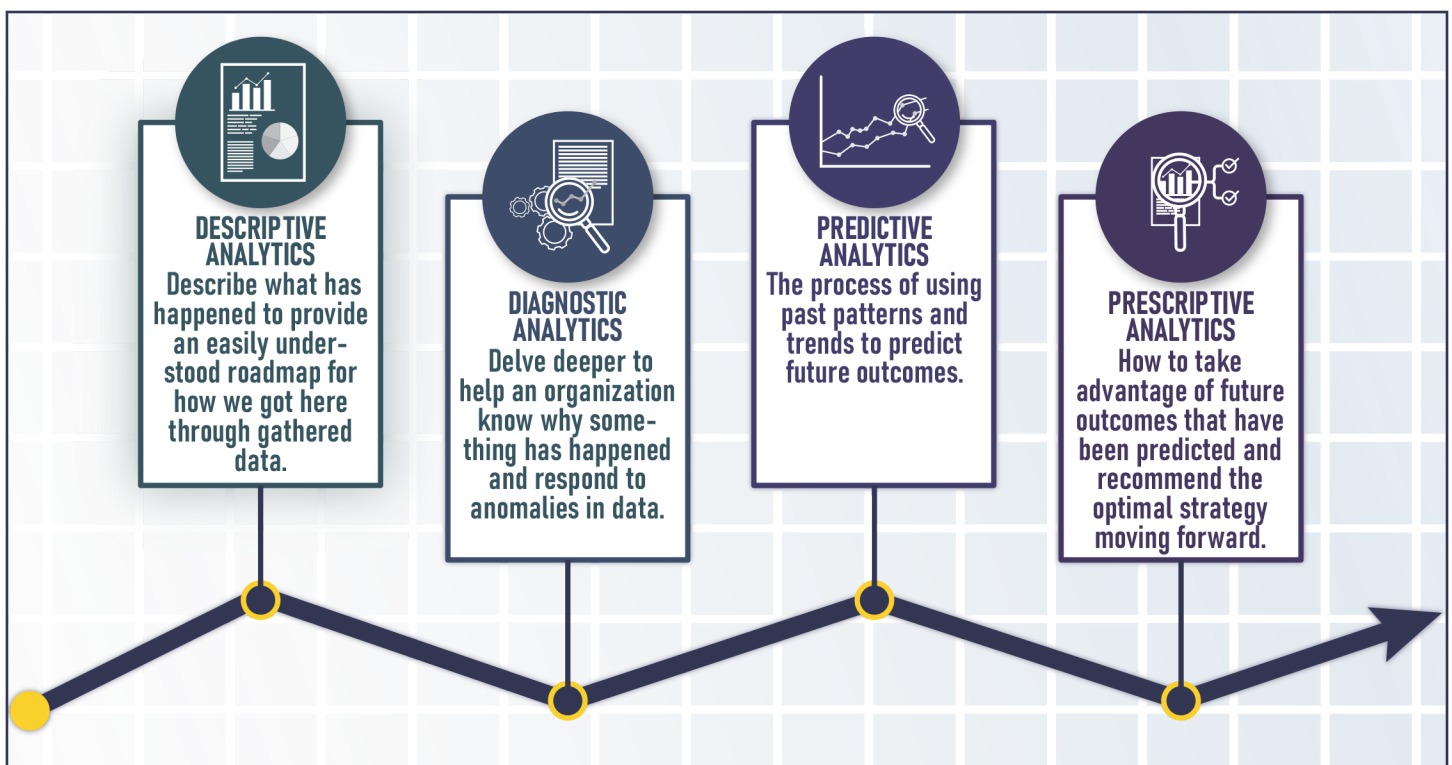 DESCRIPTIVE
ANALYTICS
Describe what has
happened to provide
an easily under-
stood roadmap for
how we got here
through gathered
data.
DIAGNOSTIC
ANALYTICS
Delve deeper to
help an organization
know why some-
thing has happened
and respond to
anomalies in data.
PREDICTIVE
ANALYTICS
The process of using
past patterns and
trends to predict
future outcomes.
PRESCRIPTIVE
ANALYTICS
How to take
advantage of future
outcomes that have
been predicted and
recommend the
optimal strategy
moving forward.